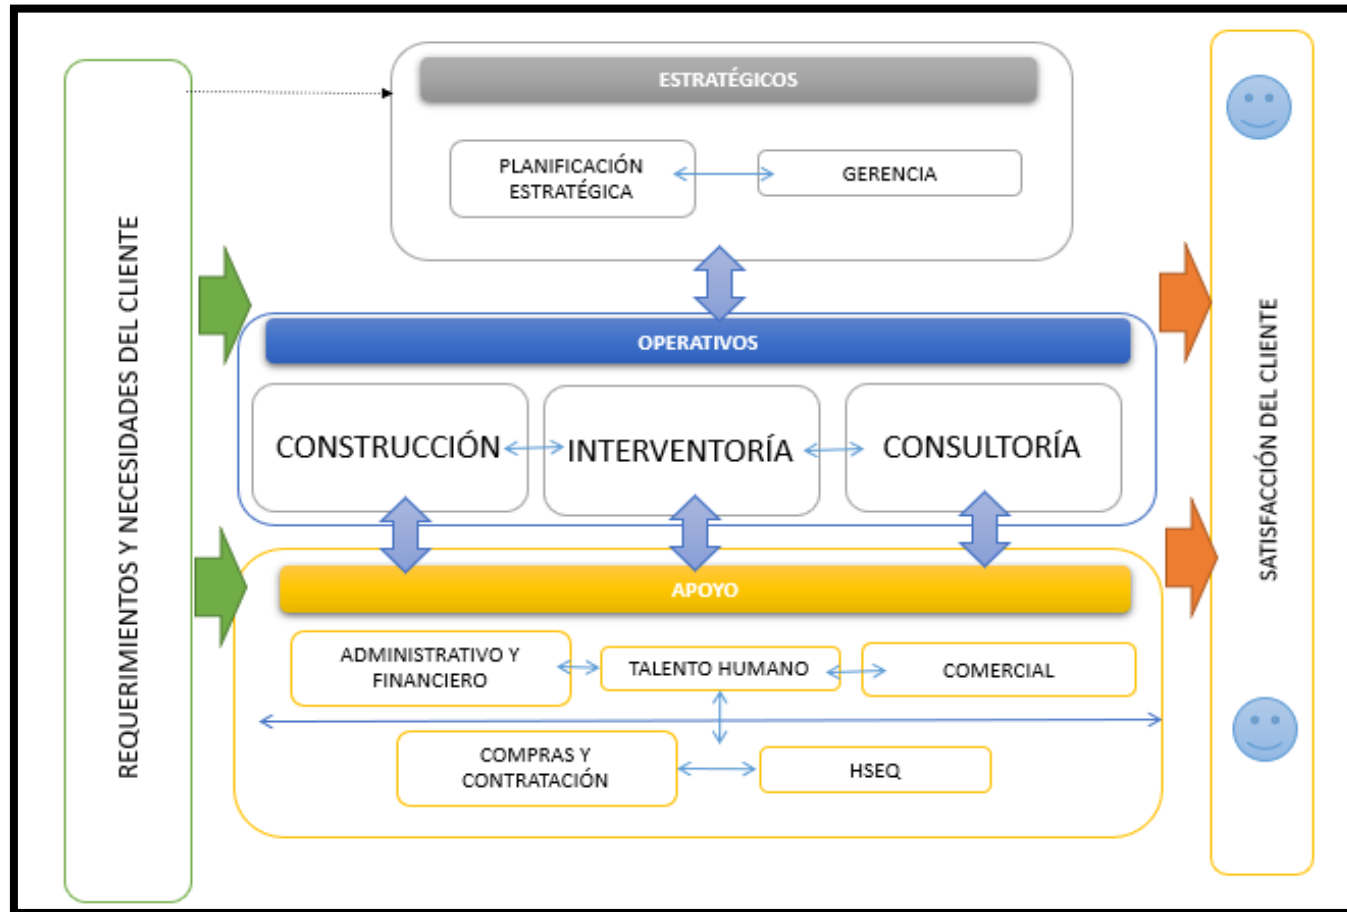 REQUERIMIENTOS Y NECESIDADES DEL CLIENTE
ESTRATÉGICOS
PLANIFICACIÓN
ESTRATÉGICA
GERENCIA
OPERATIVOS
CONSTRUCCIÓN
INTERVENTORÍA
CONSULTORÍA
APOYO
ADMINISTRATIVO Y
FINANCIERO
TALENTO HUMANO
COMERCIAL
COMPRAS Y
CONTRATACIÓN
HSEQ
SATISFACCIÓN DEL CLIENTE